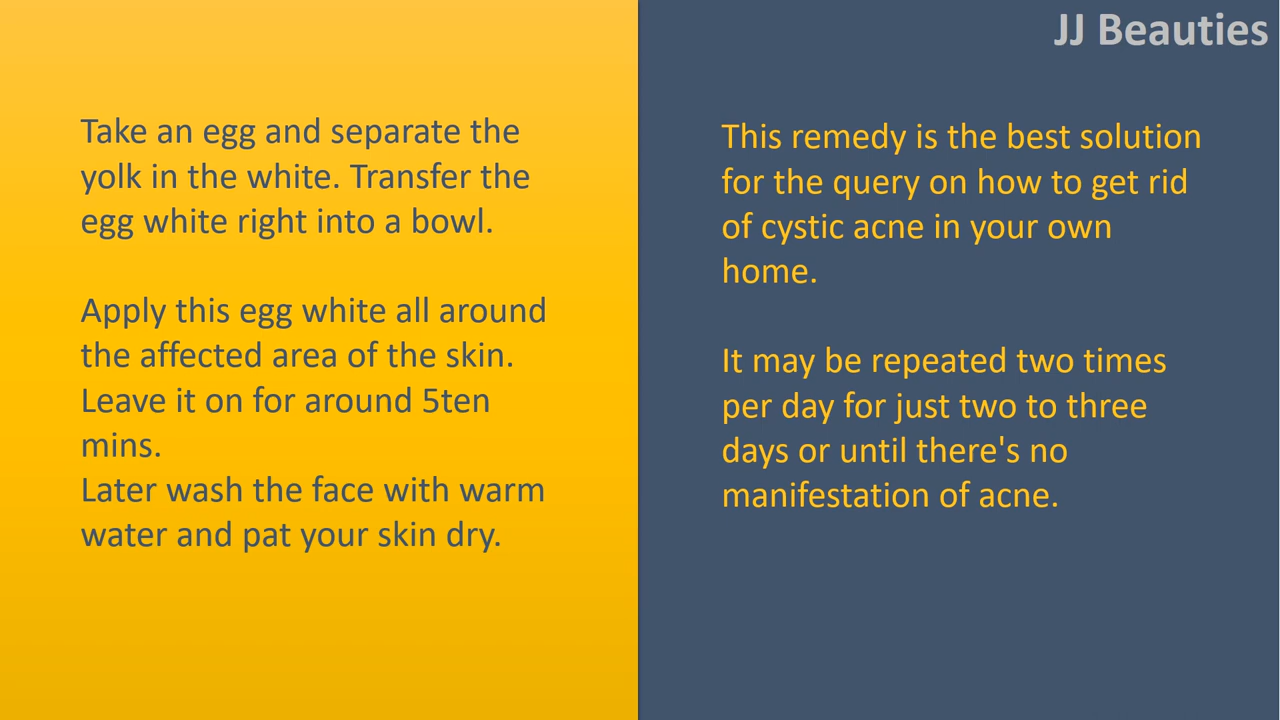 JJ Beauties
Take an egg and separate the
yolk in the white. Transfer the
egg white right into a bowl.
Apply this egg white all around
the affected area of the skin.
Leave it on for around 5ten
mins.
Later wash the face with warm
water and pat your skin dry.
This remedy is the best solution
for the query on how to get rid
of cystic acne in your own
home.
It may be repeated two times
per day for just two to three
days or until there's no
manifestation of acne.